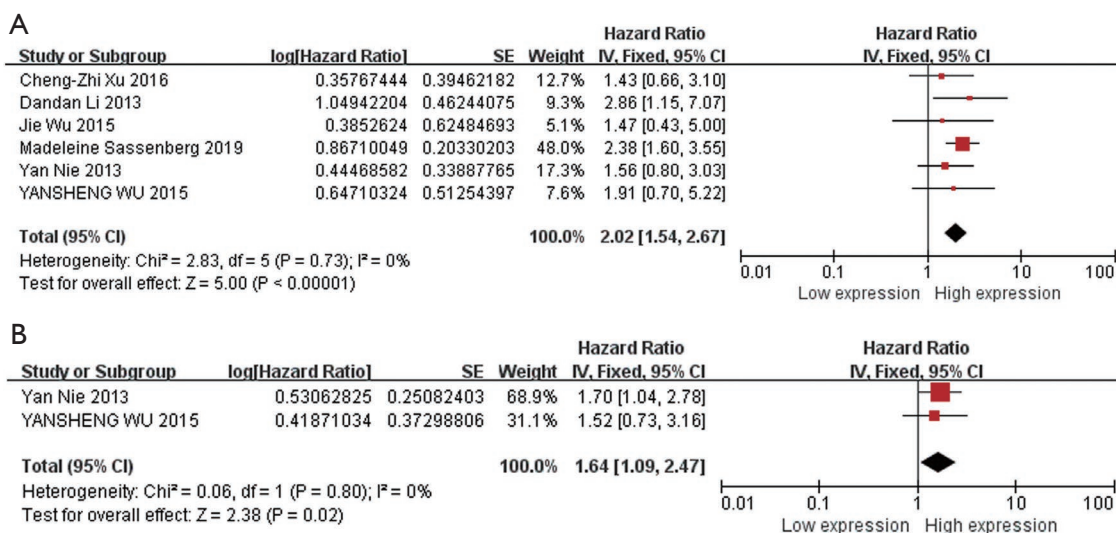 A
Hazard Ratio Hazard Ratio
Study or Subgroup log[Hazard Ratio] SE Weight IV, Fixed, 95% CI IV, Fixed, 95% CI
Cheng-Zhi Xu 2016 0.35767444 0.39462182 12.7% 1.43 [0.66, 3.10]
Dandan Li 2013 1.04942204 0.46244075 9.3% 2.86 [1.15, 7.07]
Jie Wu 2015 0.3852624 0.62484693 5.1% 1.47 [0.43, 5.00]
Madeleine Sassenberg 2019 0.86710049 0.20330203 48.0% 2.38 [1.60, 3.55]
Yan Nie 2013 0.44468582 0.33887765 17.3% 1.56 [0.80, 3.03]
YANSHENG WU 2015 0.64710324 0.51254397 7.6% 1.91 [0.70, 5.22]
Total (95% CI) 100.0% 2.02 [1.54, 2.67]
Heterogeneity: Chi² = 2.83, df = 5 (P = 0.73); I² = 0%
Test for overall effect: Z = 5.00 (P < 0.00001)
0.01 0.1 1 10 100
Low expression High expression
B
Hazard Ratio Hazard Ratio
Study or Subgroup log[Hazard Ratio] SE Weight IV, Fixed, 95% CI IV, Fixed, 95% CI
Yan Nie 2013 0.53062825 0.25082403 68.9% 1.70 [1.04, 2.78]
YANSHENG WU 2015 0.41871034 0.37298806 31.1% 1.52 [0.73, 3.16]
Total (95% CI) 100.0% 1.64 [1.09, 2.47]
Heterogeneity: Chi² = 0.06, df = 1 (P = 0.80); I² = 0%
Test for overall effect: Z = 2.38 (P = 0.02)
0.01 0.1 1 10 100
Low expression High expression